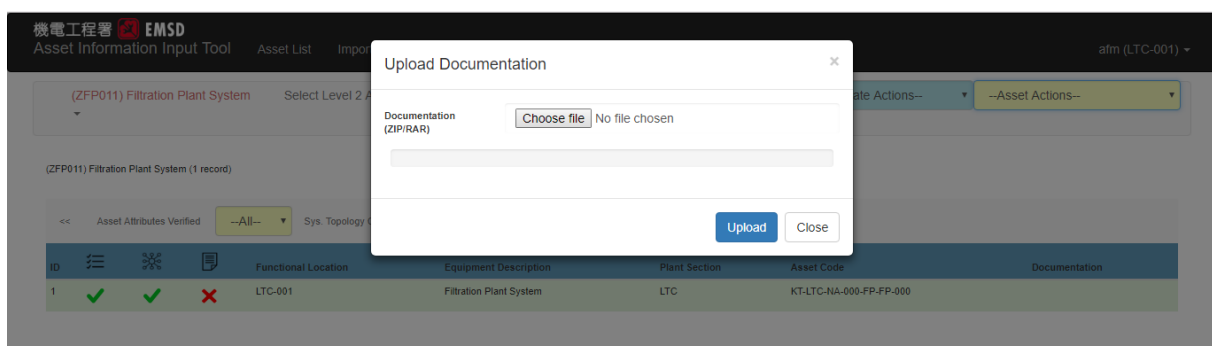 機電工程署 EMSD
Asset Information Input Tool Asset List Impor afm (LTC-001)
Upload Documentation ×
(ZFP011) Filtration Plant System Select Level 2 A ate Actions-- --Asset Actions--
Documentation
(ZIP/RAR) Choose file No file chosen
(ZFP011) Filtration Plant System (1 record)
<< Asset Attributes Verified --All-- Sys. Topology
Upload Close
ID Functional Location Equipment Description Plant Section Asset Code Documentation
1 LTC-001 Filtration Plant System LTC KT-LTC-NA-000-FP-FP-000